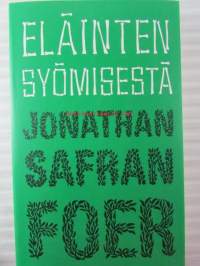 ELÄINTEN
SYÖMISESTÄ
JONATHAN
SAFRAN
FOER